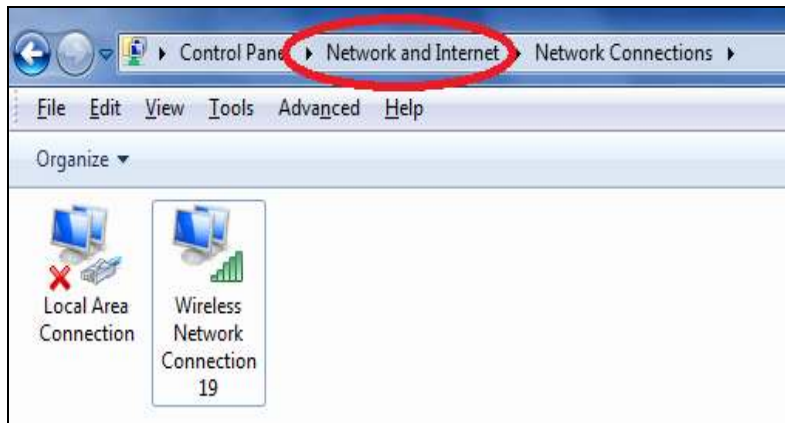 Control Pane Network and Internet Network Connections
File Edit View Tools Advanced Help
Organize
Local Area
Connection
Wireless
Network
Connection
19